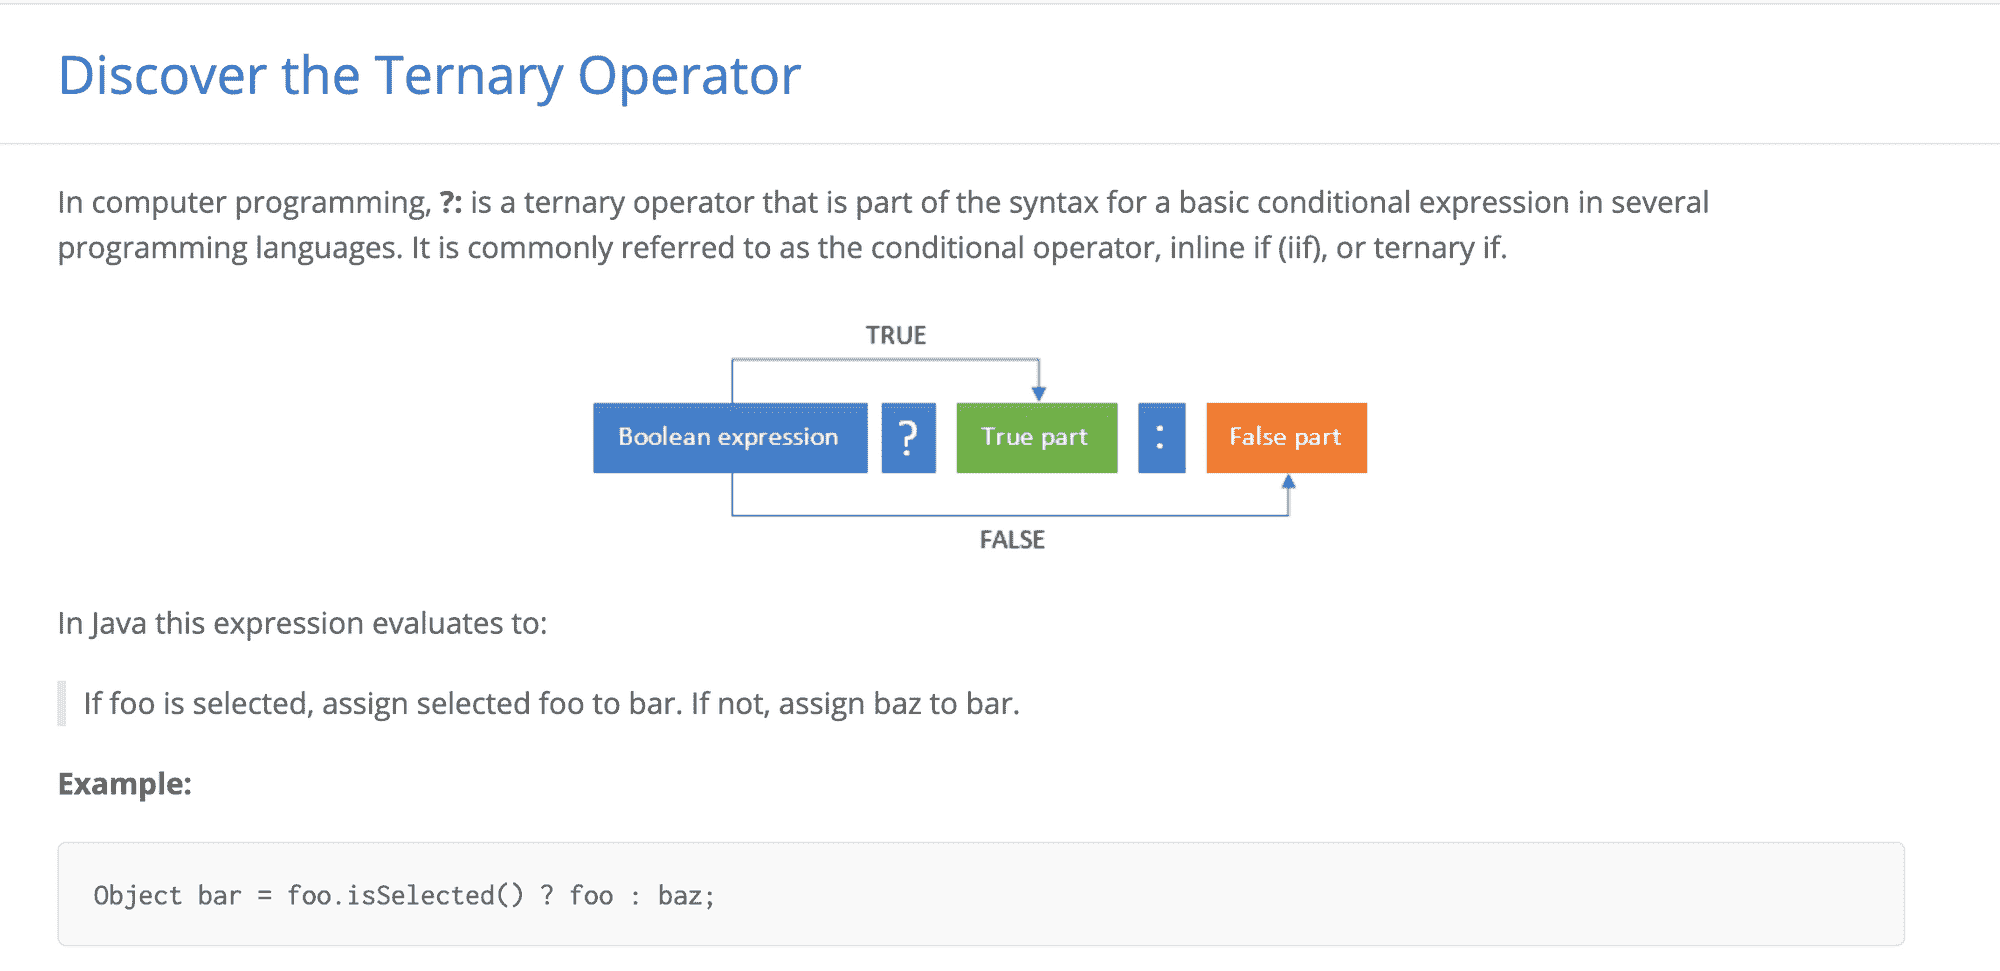 Discover the Ternary Operator
In computer programming, ?: is a ternary operator that is part of the syntax for a basic conditional expression in several
programming languages. It is commonly referred to as the conditional operator, inline if (iif), or ternary if.
TRUE
Boolean expression ? True part : False part
FALSE
In Java this expression evaluates to:
If foo is selected, assign selected foo to bar. If not, assign baz to bar.
Example:
Object bar = foo.isSelected() ? foo : baz;